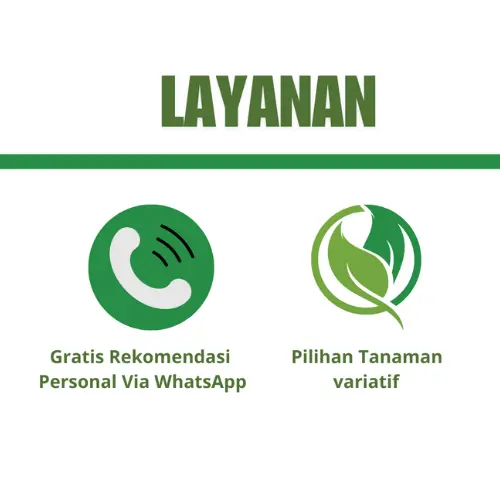 LAYANAN
Gratis Rekomendasi
Personal Via WhatsApp
Pilihan Tanaman
variatif